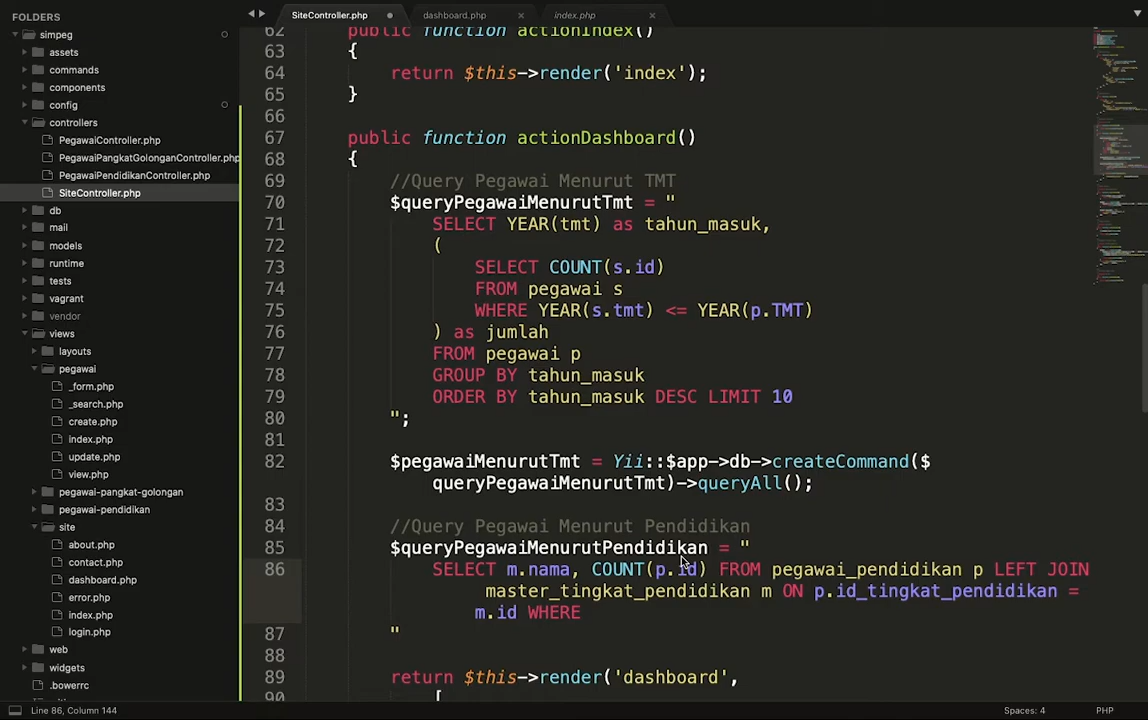 FOLDERS
simpeg
assets
commands
components
config
controllers
PegawaiController.php
PegawaiPangkatGolonganController.php
PegawaiPendidikanController.php
SiteController.php
db
mail
models
runtime
tests
vagrant
vendor
views
layouts
pegawai
_form.php
_search.php
create.php
index.php
update.php
view.php
pegawai-pangkat-golongan
pegawai-pendidikan
site
about.php
contact.php
dashboard.php
error.php
index.php
login.php
web
widgets
.bowerrc
SiteController.php dashboard.php index.php
62 public function actionIndex()
63 {
64 return $this->render('index');
65 }
66
67 public function actionDashboard()
68 {
69 //Query Pegawai Menurut TMT
70 $queryPegawaiMenurutTmt = "
71 SELECT YEAR(tmt) as tahun_masuk,
72 (
73 SELECT COUNT(s.id)
74 FROM pegawai s
75 WHERE YEAR(s.tmt) <= YEAR(p.TMT)
76 ) as jumlah
77 FROM pegawai p
78 GROUP BY tahun_masuk
79 ORDER BY tahun_masuk DESC LIMIT 10
80 ";
81
82 $pegawaiMenurutTmt = Yii::$app->db->createCommand($
queryPegawaiMenurutTmt)->queryAll();
83
84 //Query Pegawai Menurut Pendidikan
85 $queryPegawaiMenurutPendidikan = "
86 SELECT m.nama, COUNT(p.id) FROM pegawai_pendidikan p LEFT JOIN
master_tingkat_pendidikan m ON p.id_tingkat_pendidikan =
m.id WHERE
87 "
88
89 return $this->render('dashboard',
90 [
Line 86, Column 144
Spaces: 4
PHP